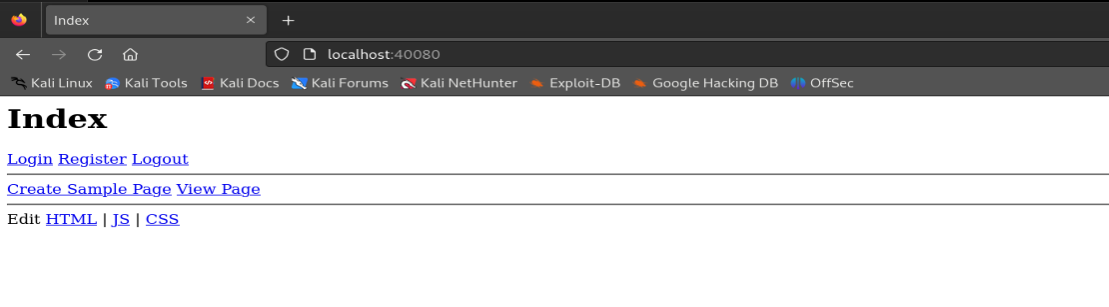 Index
localhost:40080
Kali Linux Kali Tools Kali Docs Kali Forums Kali NetHunter Exploit-DB Google Hacking DB OffSec
Index
Login Register Logout
Create Sample Page View Page
Edit HTML | JS | CSS